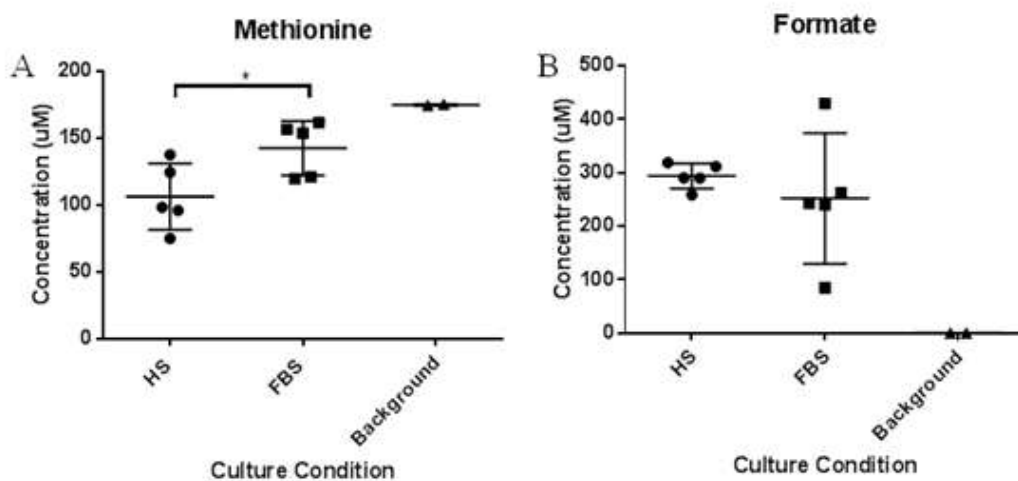 Methionine
A
*
200
150
100
50
0
Concentration (uM)
HS
FBS
Background
Culture Condition
Formate
B
500
400
300
200
100
0
Concentration (uM)
HS
FBS
Background
Culture Condition